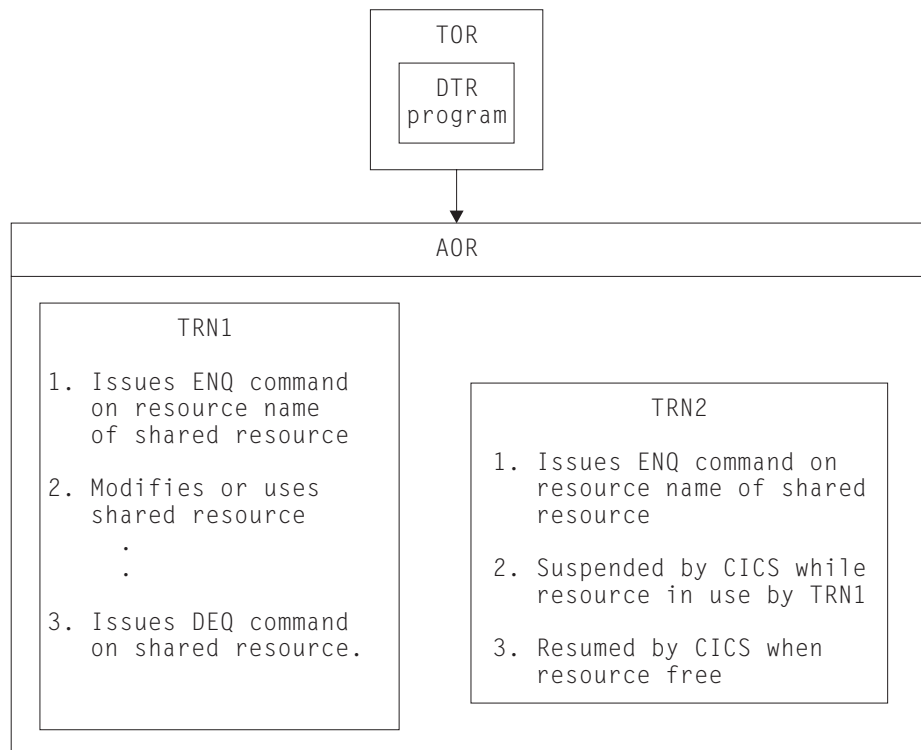 TOR
DTR
program
AOR
TRN1
1. Issues ENQ command
on resource name
of shared resource
2. Modifies or uses
shared resource
.
.
3. Issues DEQ command
on shared resource.
TRN2
1. Issues ENQ command on
resource name of shared
resource
2. Suspended by CICS while
resource in use by TRN1
3. Resumed by CICS when
resource free